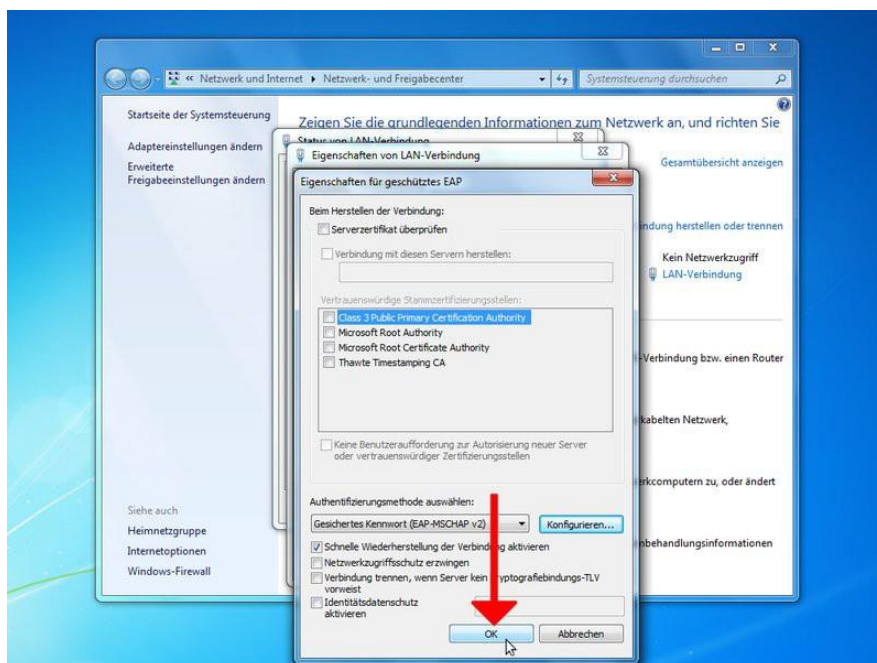 « Netzwerk und Internet ▸ Netzwerk- und Freigabecenter
Systemsteuerung durchsuchen
Startseite der Systemsteuerung
Adaptereinstellungen ändern
Erweiterte
Freigabeeinstellungen ändern
Zeigen Sie die grundlegenden Informationen zum Netzwerk an, und richten Sie
Gesamtübersicht anzeigen
indung herstellen oder trennen
Kein Netzwerkzugriff
LAN-Verbindung
-Verbindung bzw. einen Router
kabelten Netzwerk,
erkcomputern zu, oder ändert
nbehandlungsinformationen
Siehe auch
Heimnetzgruppe
Internetoptionen
Windows-Firewall
Status von LAN-Verbindung
Eigenschaften von LAN-Verbindung
Eigenschaften für geschütztes EAP
Beim Herstellen der Verbindung:
Serverzertifikat überprüfen
Verbindung mit diesen Servern herstellen:
Vertrauenswürdige Stammzertifizierungsstellen:
Class 3 Public Primary Certification Authority
Microsoft Root Authority
Microsoft Root Certificate Authority
Thawte Timestamping CA
Keine Benutzeraufforderung zur Autorisierung neuer Server
oder vertrauenswürdiger Zertifizierungsstellen
Authentifizierungsmethode auswählen:
Gesichertes Kennwort (EAP-MSCHAP v2)
Konfigurieren...
Schnelle Wiederherstellung der Verbindung aktivieren
Netzwerkzugriffsschutz erzwingen
Verbindung trennen, wenn Server kein Kryptografiebindungs-TLV
vorweist
Identitätsdatenschutz
aktivieren
OK
Abbrechen